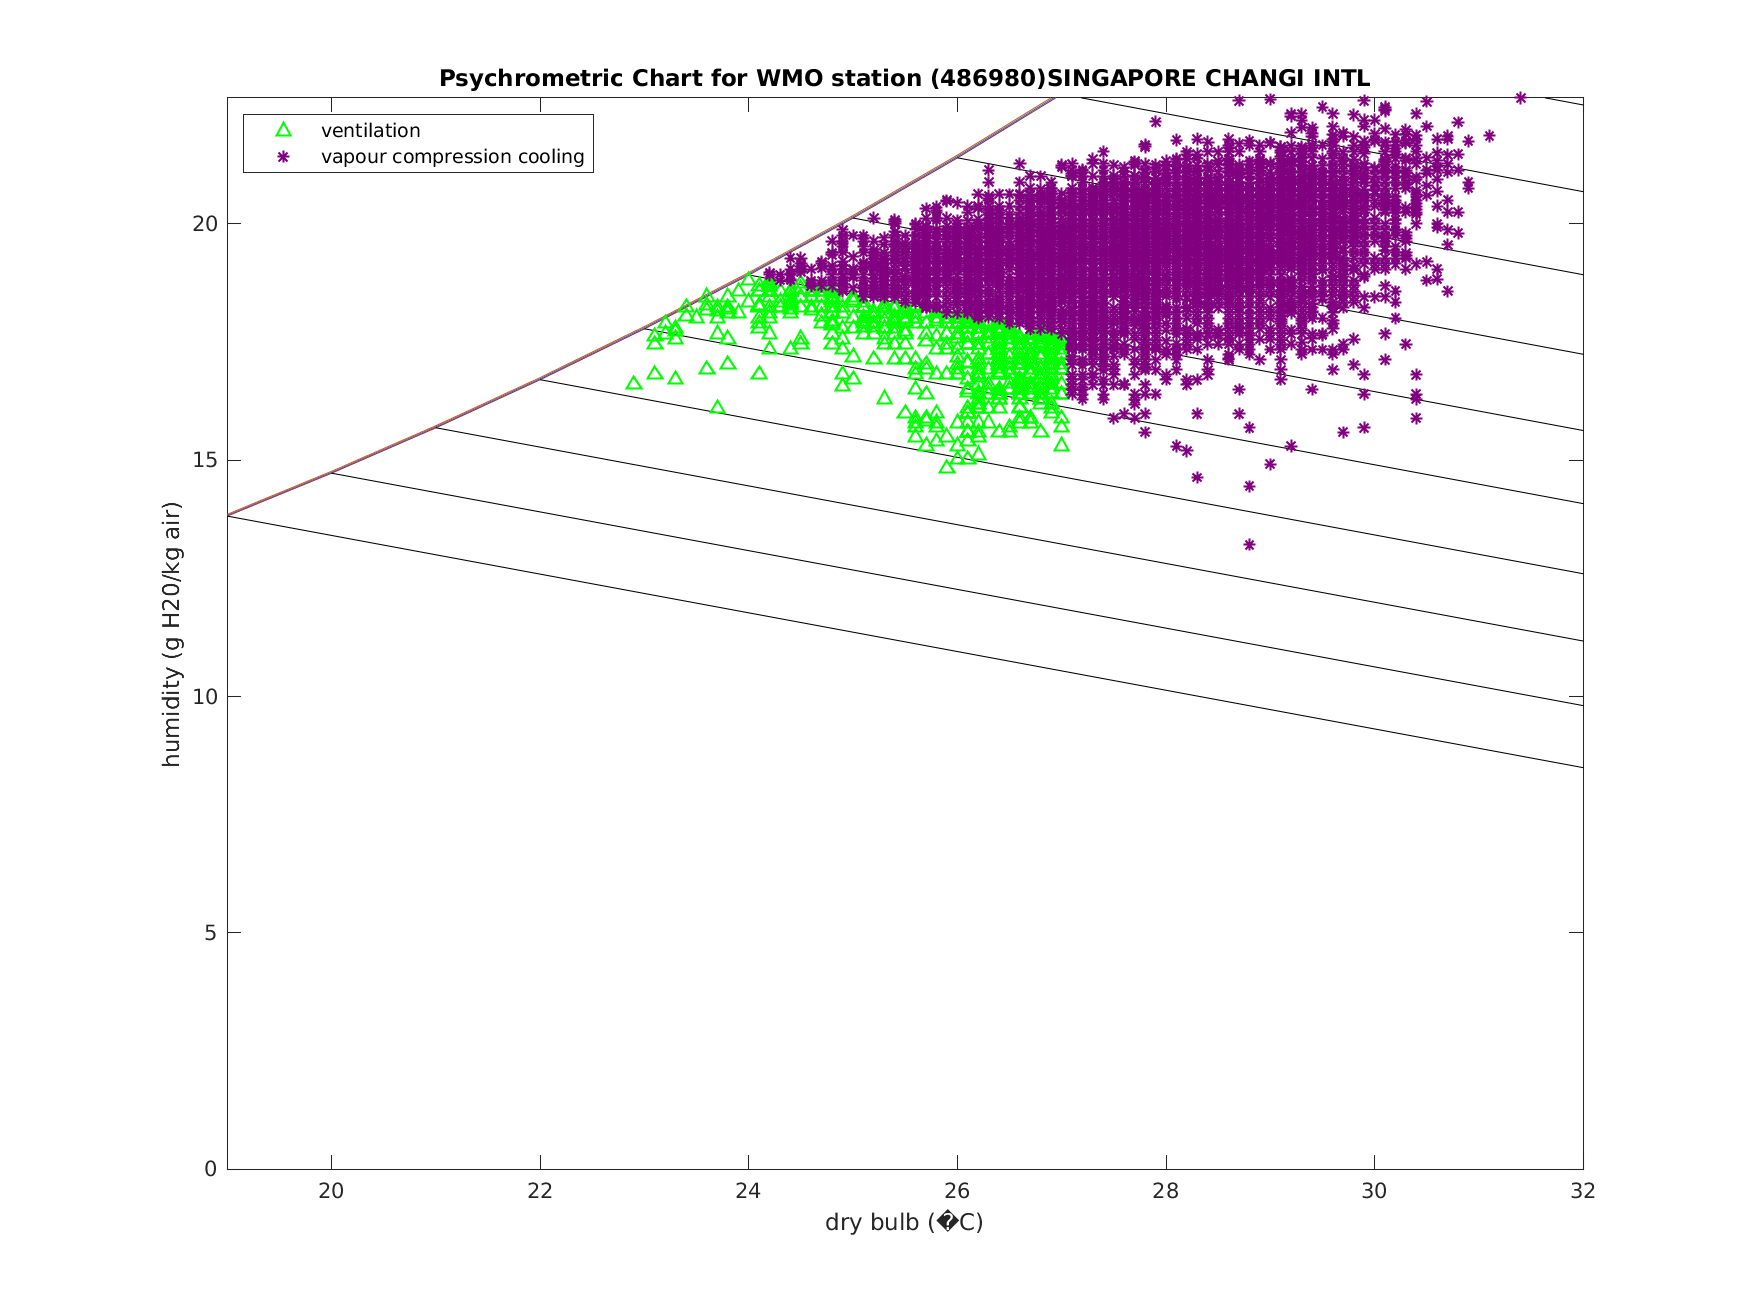 Psychrometric Chart for WMO station (486980)SINGAPORE CHANGI INTL
ventilation
vapour compression cooling
humidity (g H20/kg air)
20
15
10
5
0
20 22 24 26 28 30 32
dry bulb (�C)